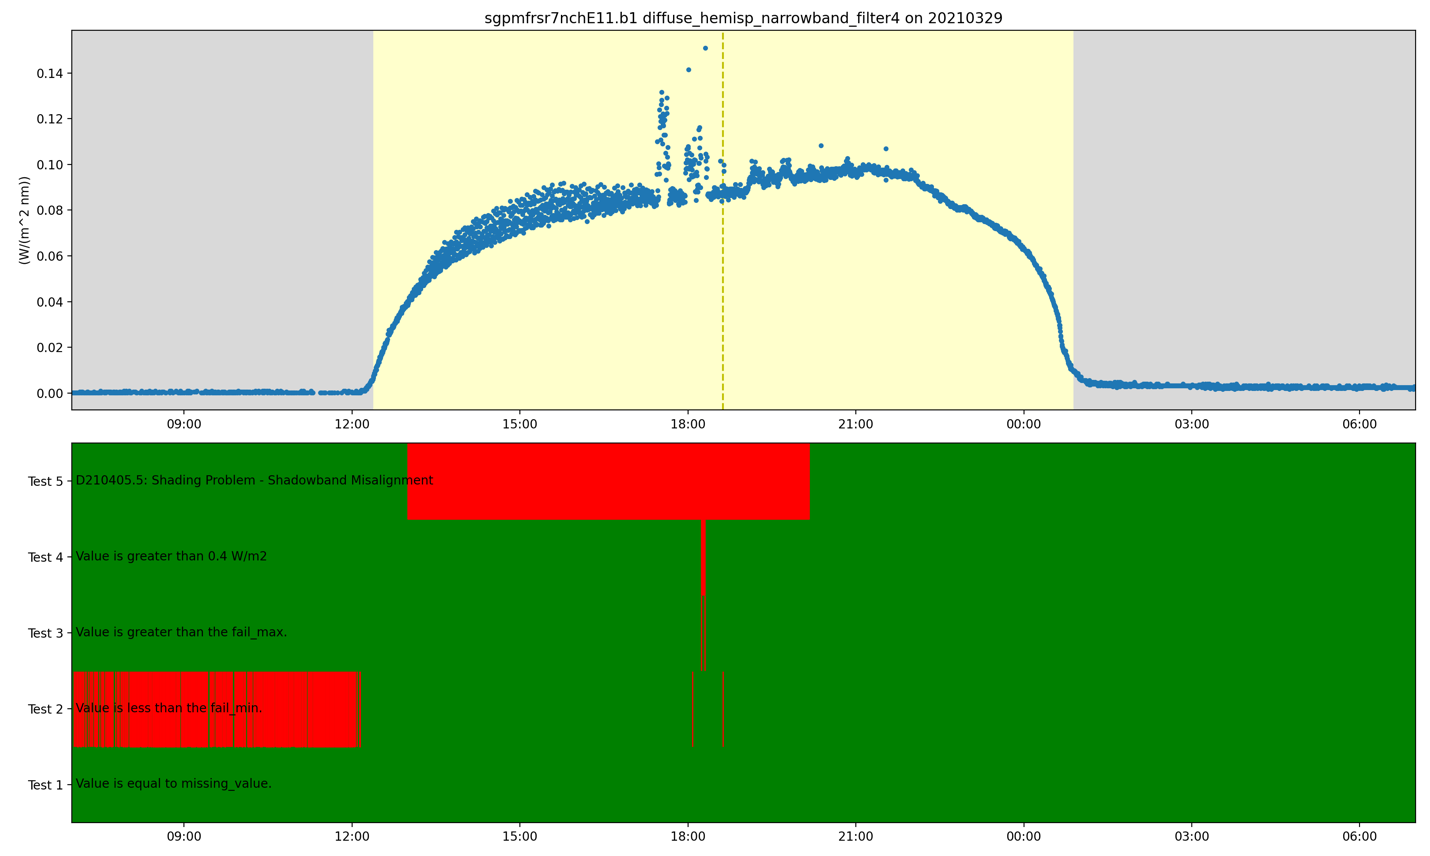 sgpmfrsr7nchE11.b1 diffuse_hemisp_narrowband_filter4 on 20210329
(W/(m^2 nm))
0.14
0.12
0.10
0.08
0.06
0.04
0.02
0.00
09:00 12:00 15:00 18:00 21:00 00:00 03:00 06:00
Test 5 D210405.5: Shading Problem - Shadowband Misalignment
Test 4 Value is greater than 0.4 W/m2
Test 3 Value is greater than the fail_max.
Test 2 Value is less than the fail_min.
Test 1 Value is equal to missing_value.
09:00 12:00 15:00 18:00 21:00 00:00 03:00 06:00